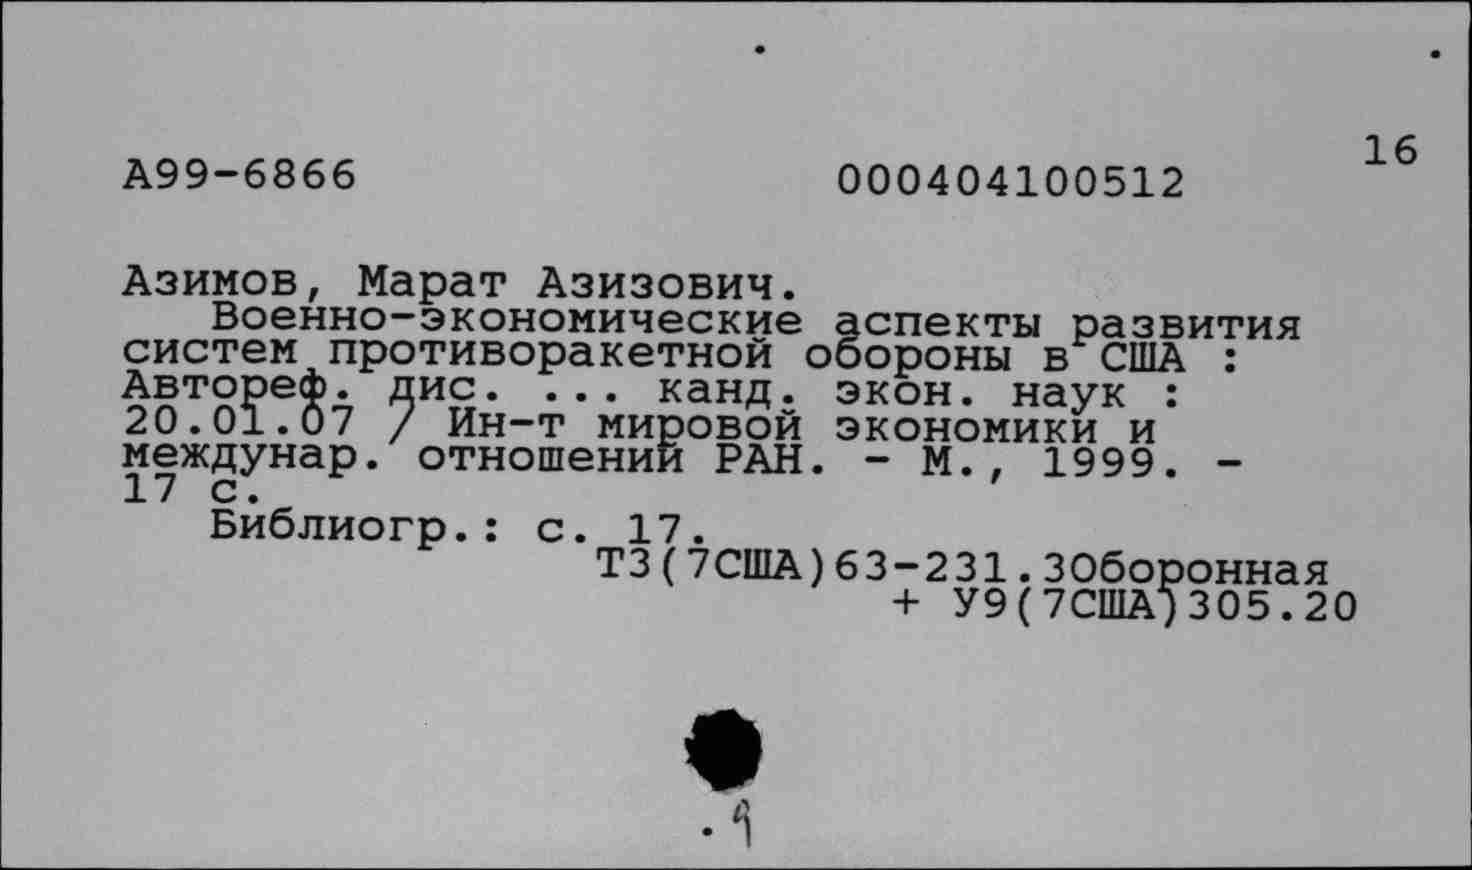 16
А99-6866 000404100512
Азимов, Марат Азизович.
Военно-экономические аспекты развития
систем противоракетной обороны в США :
Автореф. дис. ... канд. экон. наук :
20.01.07 / Ин-т мировой экономики и
междунар. отношений РАН. - М., 1999. -
17 с.
Библиогр.: с. 17.
Т3(7США)63-231.3Оборонная
+ У9(7США)305.20